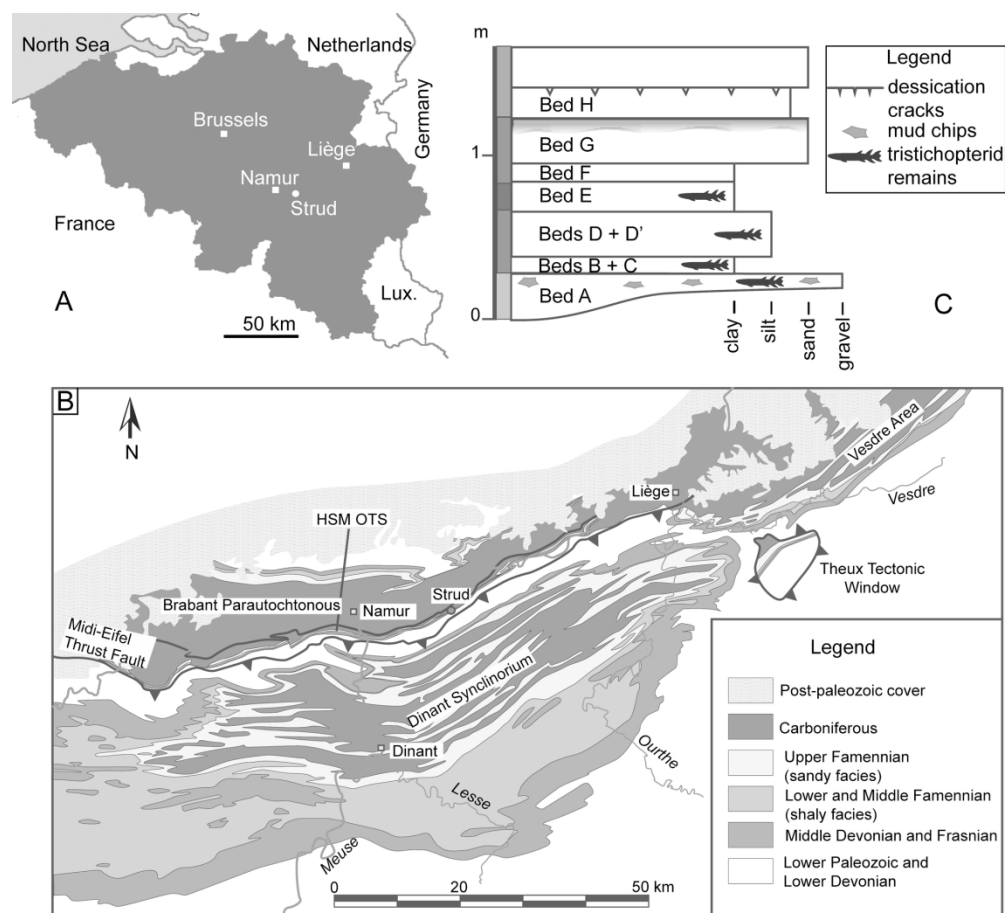 North Sea
Netherlands
Brussels
Liège
Germany
Namur
Strud
France
Lux.
A
50 km
m
Bed H
Bed G
1
Bed F
Bed E
Beds D + D'
Beds B + C
Bed A
0
clay
silt
sand
gravel
C
Legend
dessication
cracks
mud chips
tristichopterid
remains
B
N
Vesdre Area
Liège
Vesdre
HSM OTS
Theux Tectonic
Window
Strud
Brabant Parautochtonous
Namur
Midi-Eifel
Thrust Fault
Dinant Synclinorium
Dinant
Ourthe
Lesse
Meuse
0
20
50 km
Legend
Post-paleozoic cover
Carboniferous
Upper Famennian
(sandy facies)
Lower and Middle Famennian
(shaly facies)
Middle Devonian and Frasnian
Lower Paleozoic and
Lower Devonian